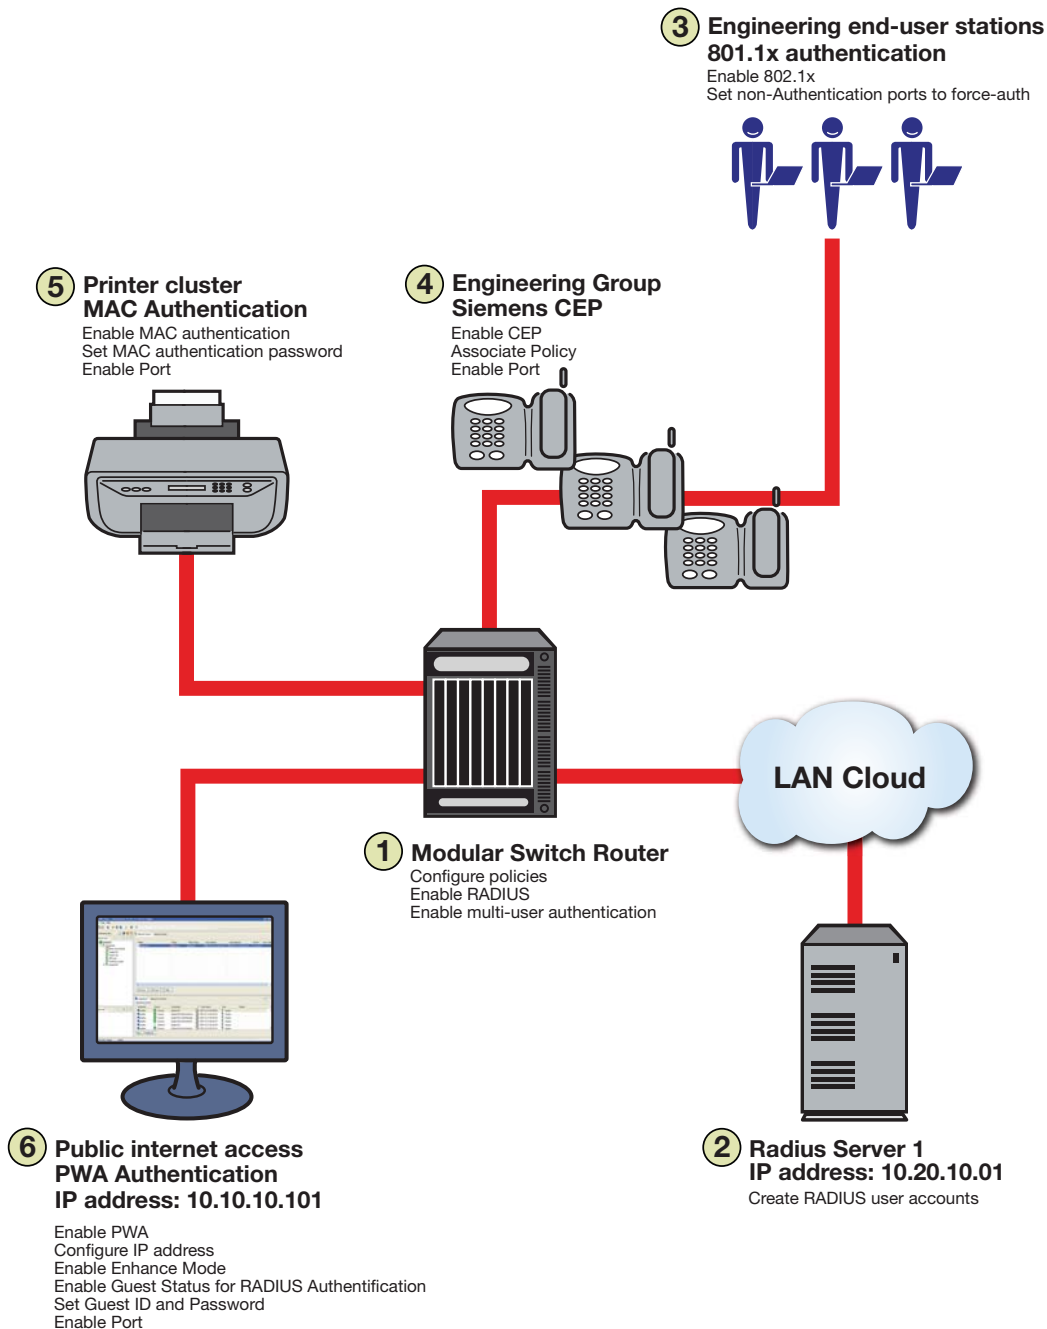 3 Engineering end-user stations
801.1x authentication
Enable 802.1x
Set non-Authentication ports to force-auth
5 Printer cluster
MAC Authentication
Enable MAC authentication
Set MAC authentication password
Enable Port
4 Engineering Group
Siemens CEP
Enable CEP
Associate Policy
Enable Port
LAN Cloud
1 Modular Switch Router
Configure policies
Enable RADIUS
Enable multi-user authentication
6 Public internet access
PWA Authentication
IP address: 10.10.10.101
Enable PWA
Configure IP address
Enable Enhance Mode
Enable Guest Status for RADIUS Authentification
Set Guest ID and Password
Enable Port
2 Radius Server 1
IP address: 10.20.10.01
Create RADIUS user accounts